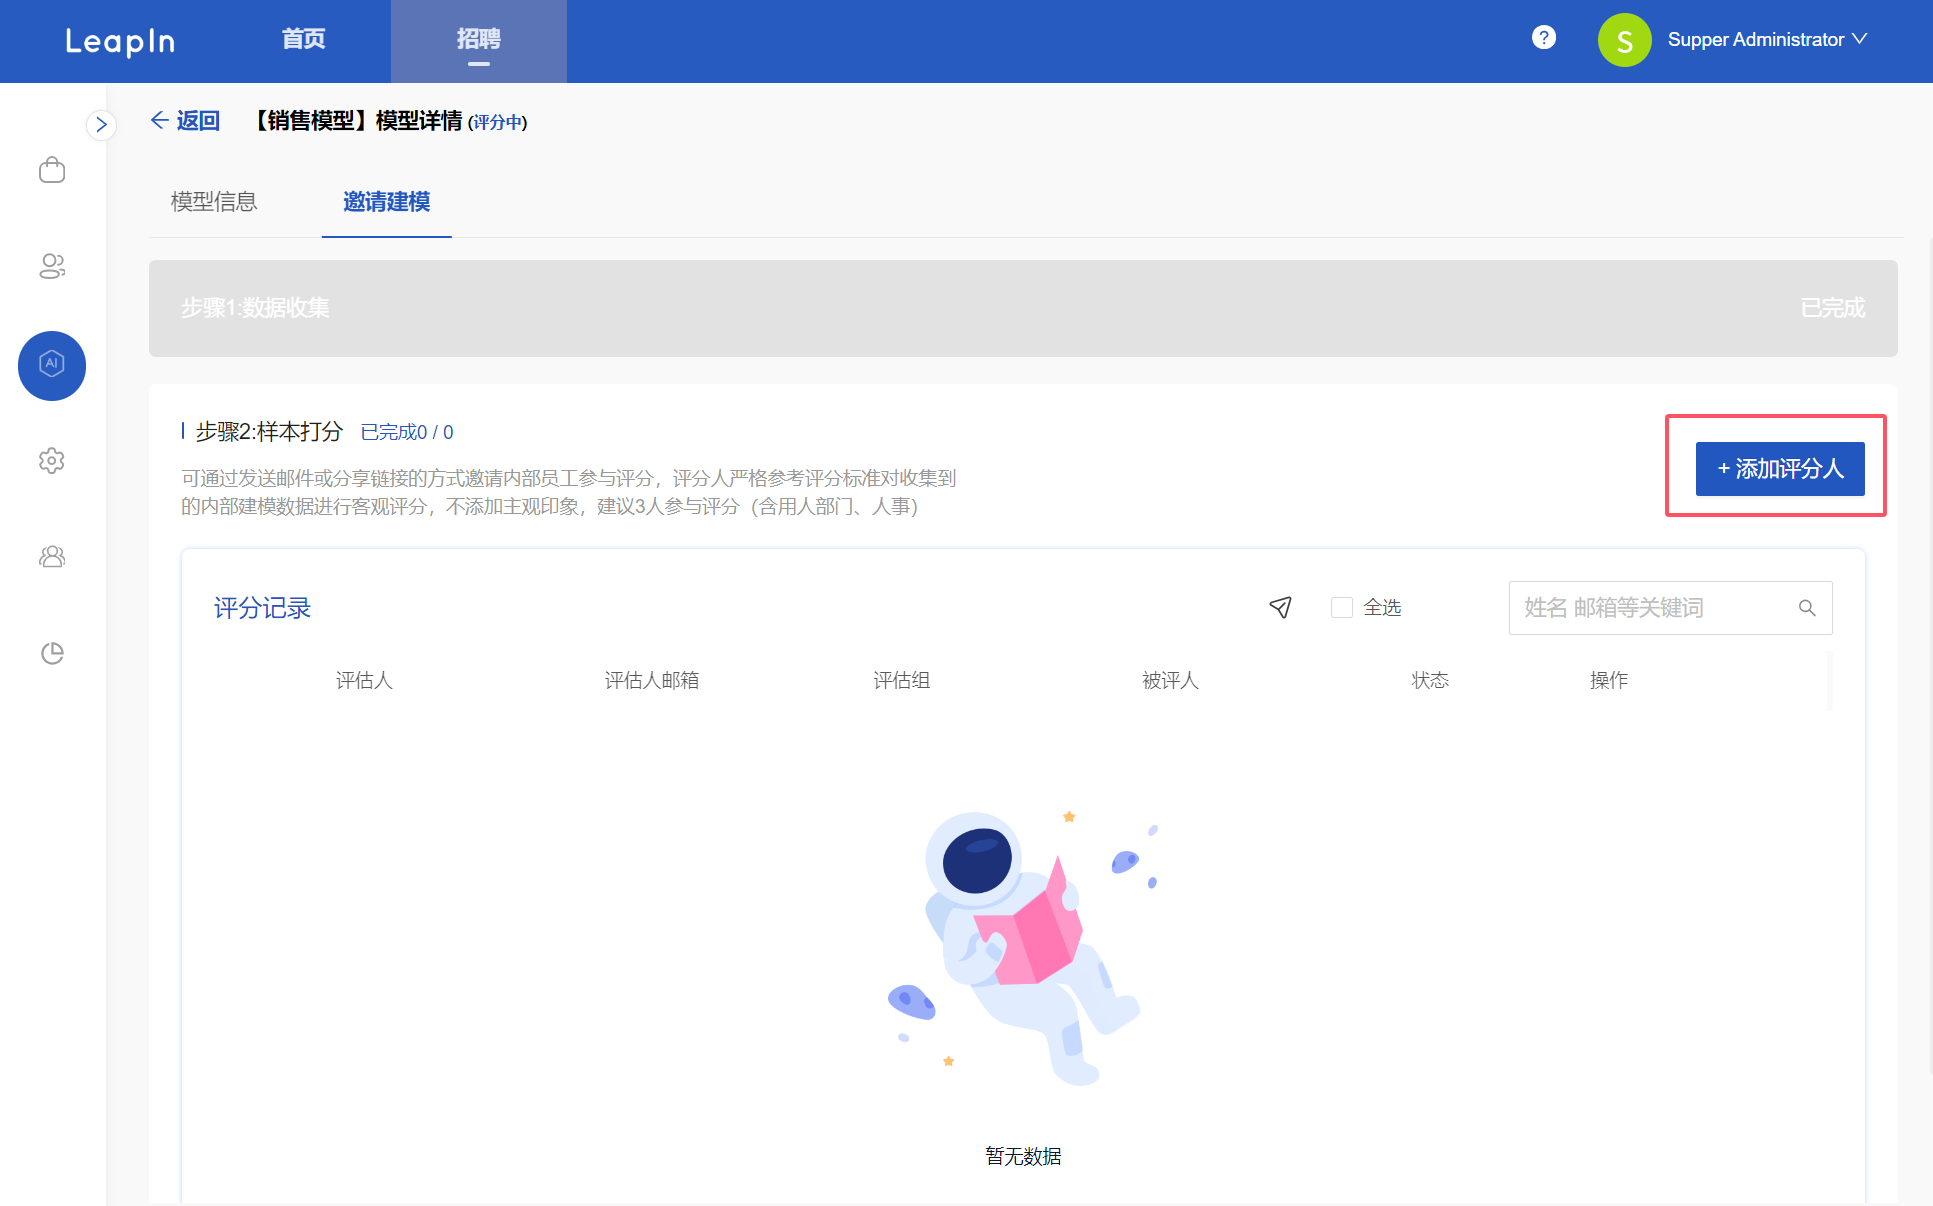 LeapIn
首页
招聘
?
S
Supper Administrator
返回
【销售模型】模型详情 (评分中)
模型信息
邀请建模
步骤1:数据收集
已完成
AI
步骤2:样本打分 已完成0 / 0
可通过发送邮件或分享链接的方式邀请内部员工参与评分，评分人严格参考评分标准对收集到
的内部建模数据进行客观评分，不添加主观印象，建议3人参与评分（含用人部门、人事）
+ 添加评分人
评分记录
全选
姓名 邮箱等关键词
评估人 评估人邮箱 评估组 被评人 状态 操作
暂无数据